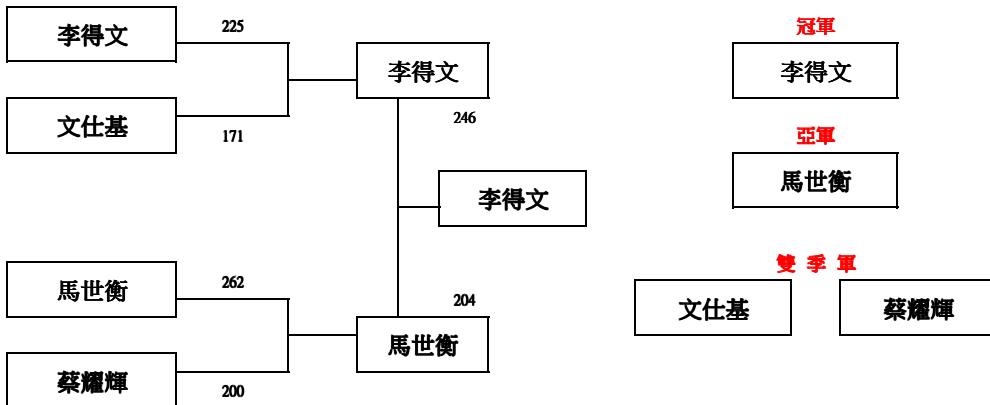 李得文
225
文仕基
171
李得文
246
李得文
馬世衡
262
204
馬世衡
蔡耀輝
200
冠軍
李得文
亞軍
馬世衡
雙 季 軍
文仕基
蔡耀輝